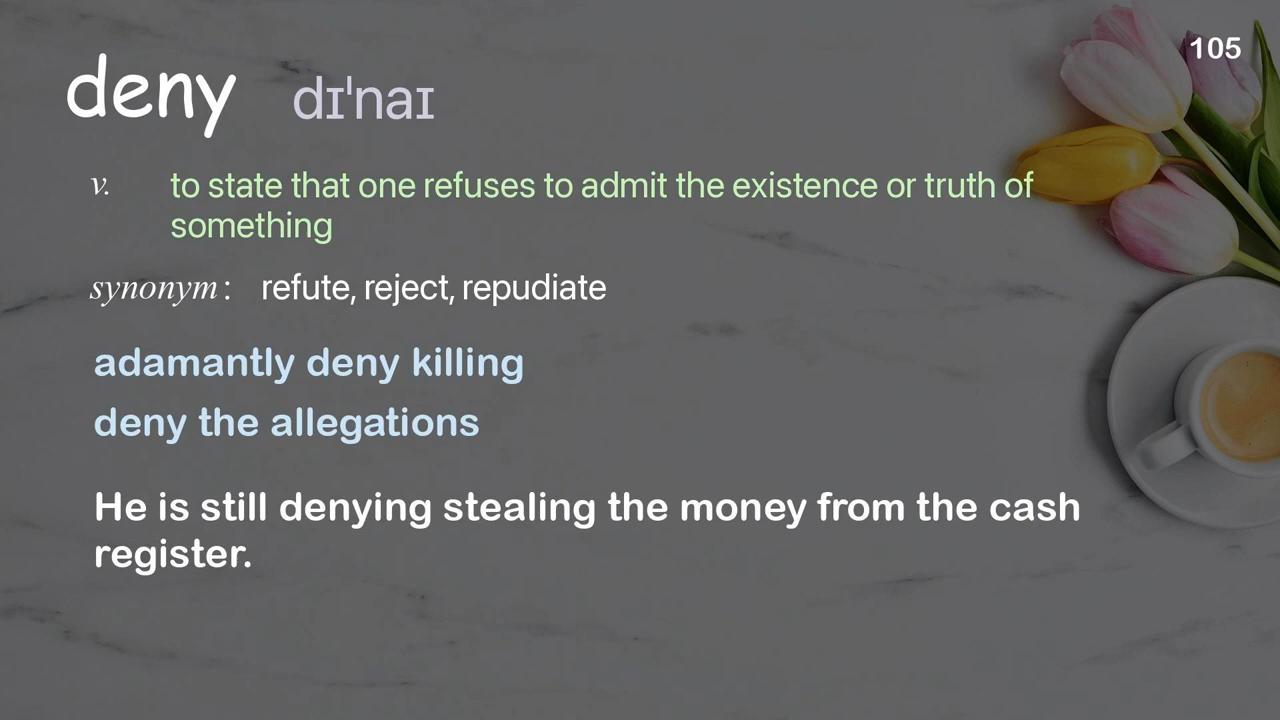 105
deny dɪˈnaɪ
v. to state that one refuses to admit the existence or truth of
something
synonym: refute, reject, repudiate
adamantly deny killing
deny the allegations
He is still denying stealing the money from the cash
register.